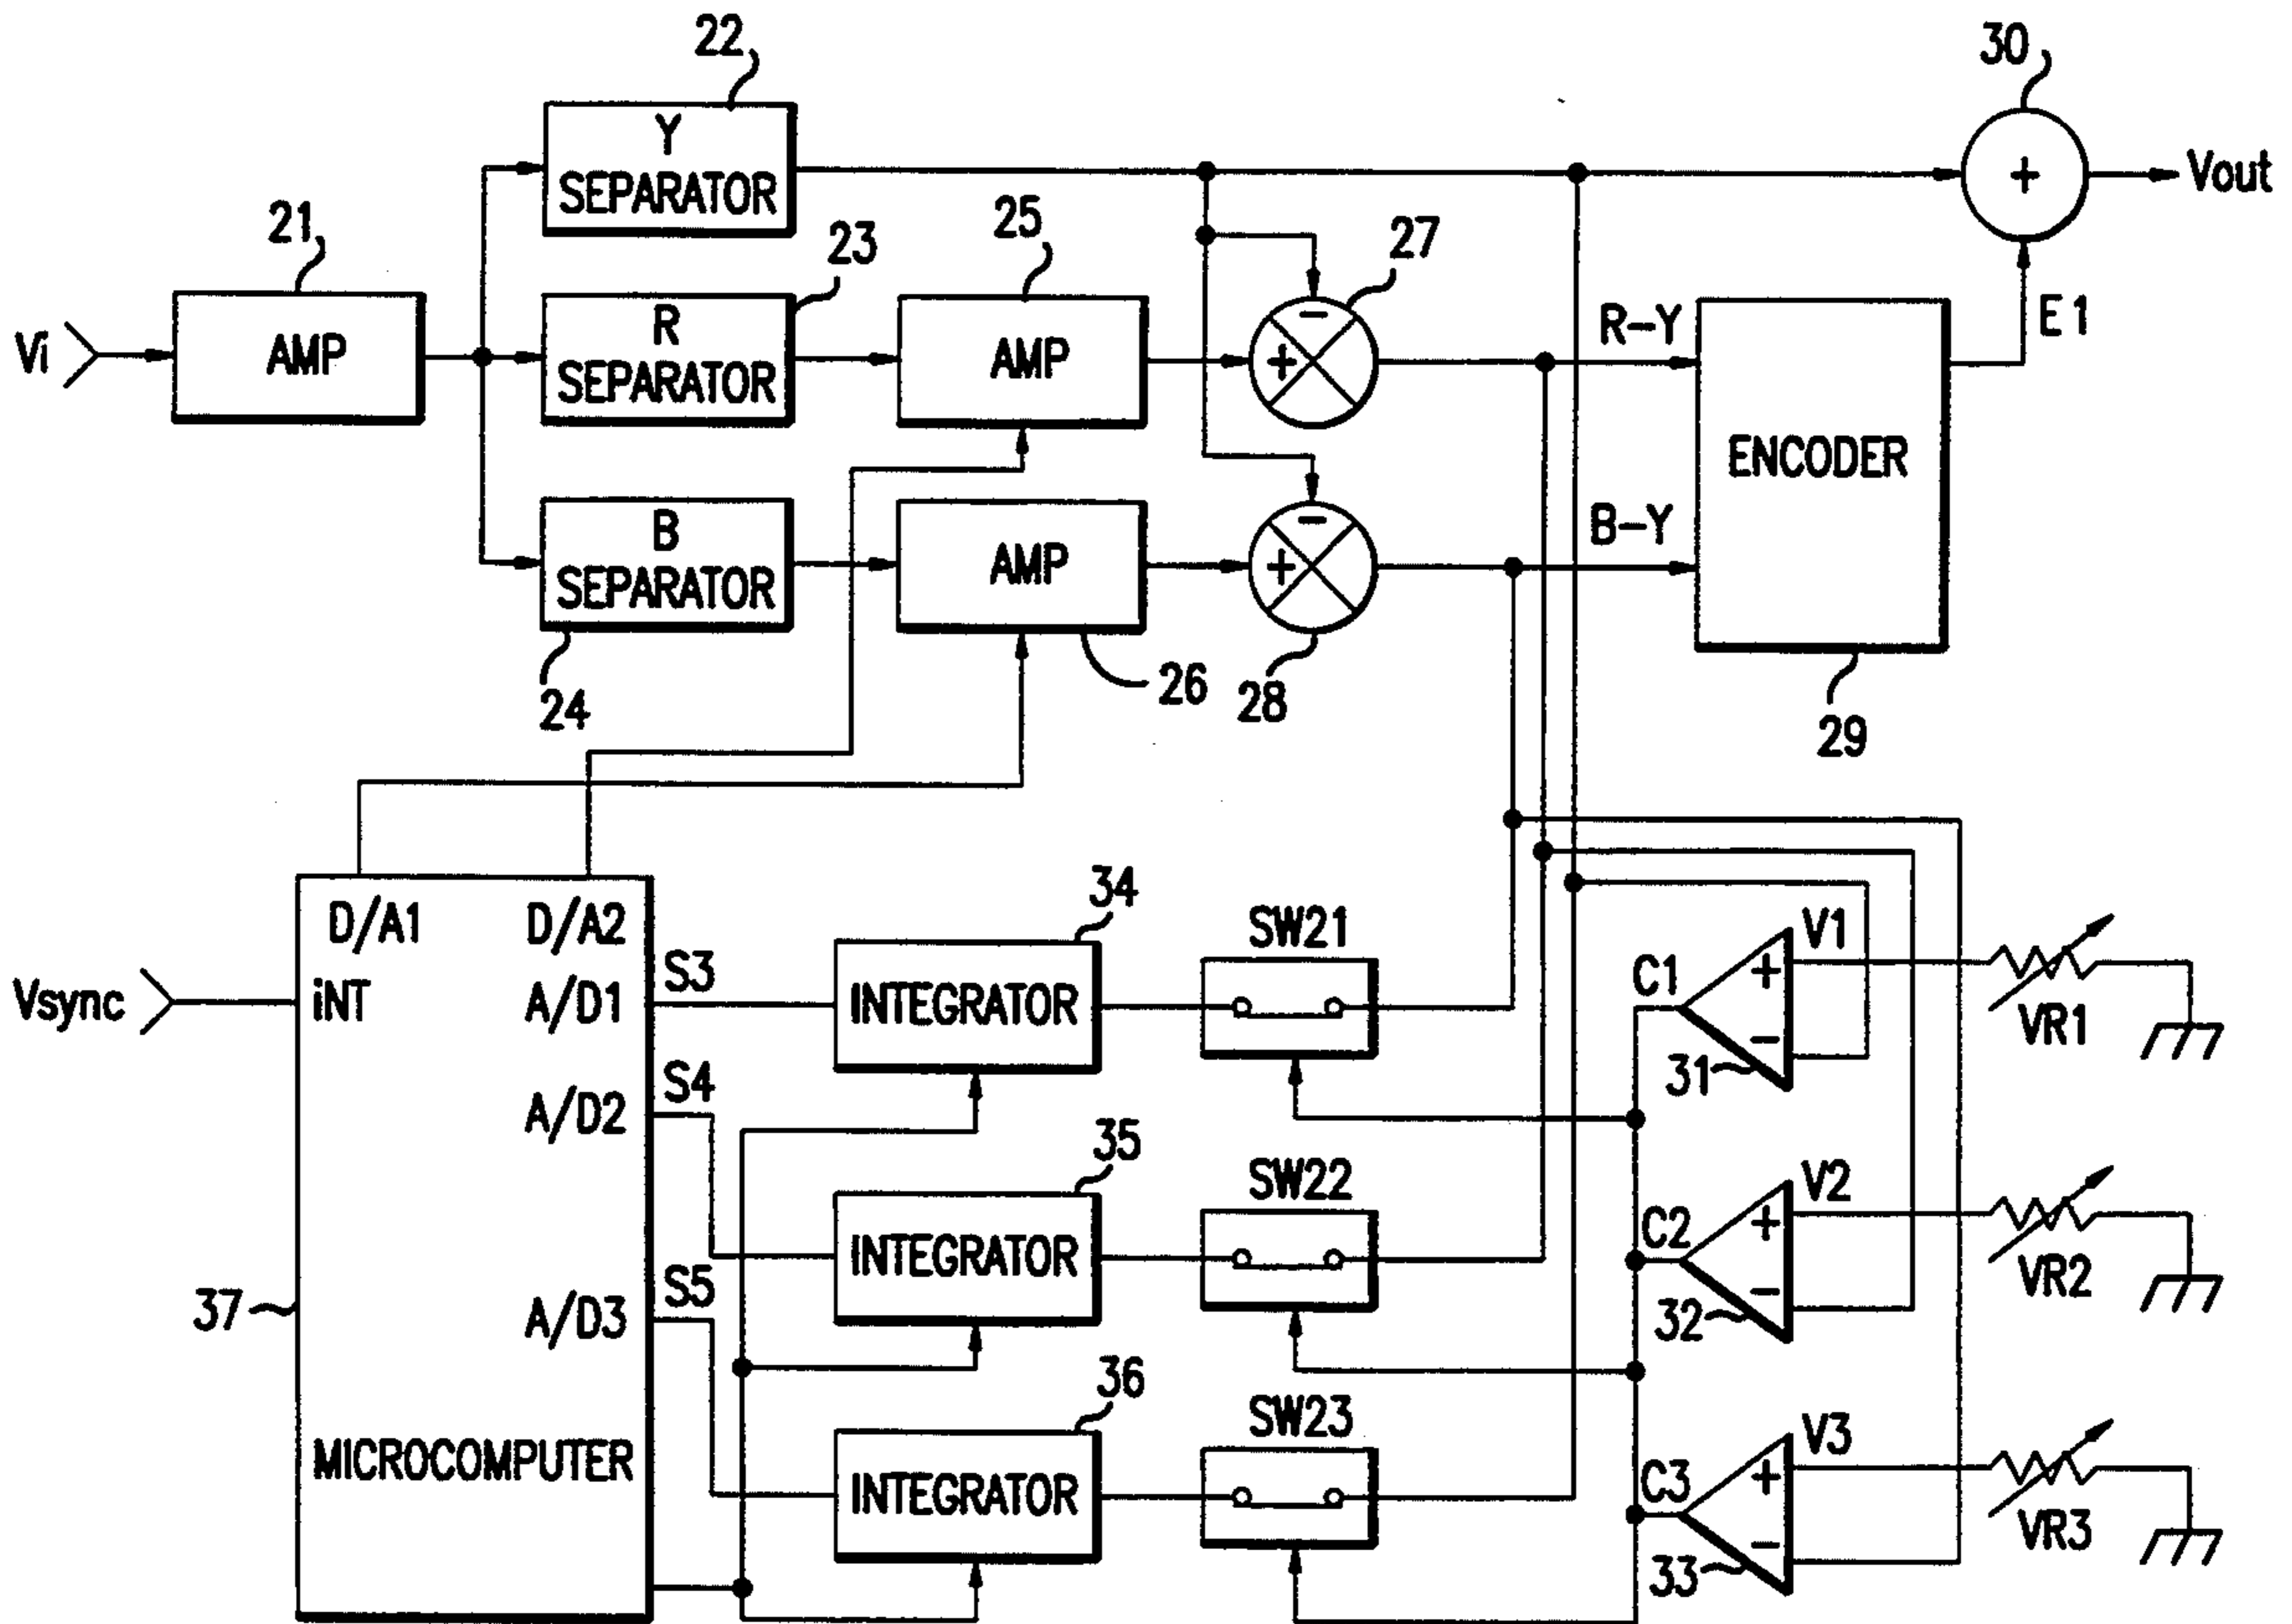 22
30
Y
SEPARATOR
+
Vout
21
23
25
27
Vi
AMP
R
SEPARATOR
AMP
−
+
R−Y
E1
ENCODER
B
SEPARATOR
AMP
−
+
B−Y
24
26
28
29
D/A1
D/A2
34
SW21
V1
Vsync
iNT
A/D1
S3
INTEGRATOR
C1
+
−
31
VR1
A/D2
S4
35
SW22
V2
INTEGRATOR
C2
+
−
32
VR2
37
A/D3
S5
36
SW23
V3
MICROCOMPUTER
INTEGRATOR
C3
+
−
33
VR3